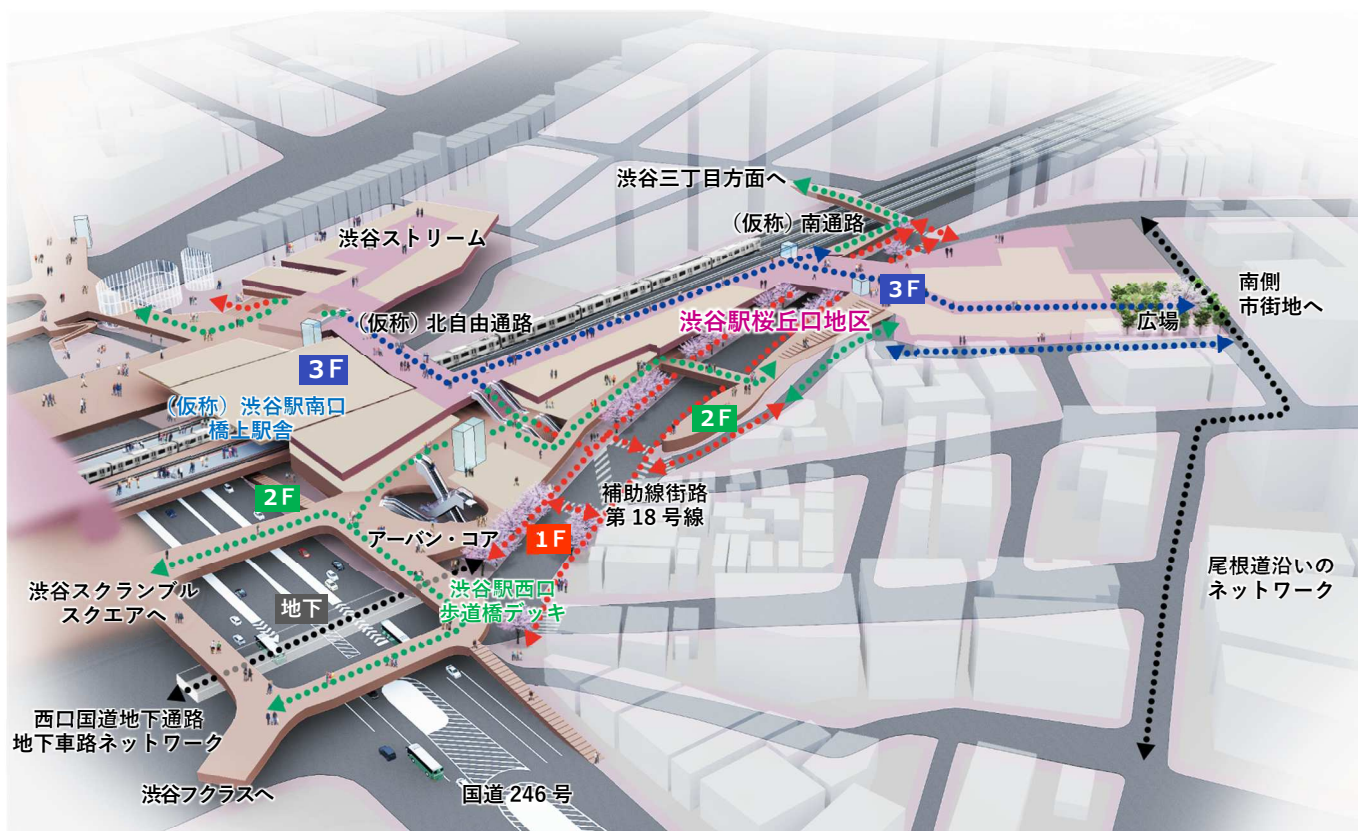 渋谷三丁目方面へ
(仮称) 南通路
渋谷ストリーム
3F
南側
市街地へ
(仮称) 北自由通路
渋谷駅桜丘口地区
広場
3F
(仮称) 渋谷駅南口
橋上駅舎
2F
2F
補助線街路
第 18 号線
アーバン・コア
1F
渋谷スクランブル
スクエアへ
地下
渋谷駅西口
歩道橋デッキ
尾根道沿いの
ネットワーク
西口国道地下通路
地下車路ネットワーク
渋谷フクラスへ
国道 246 号